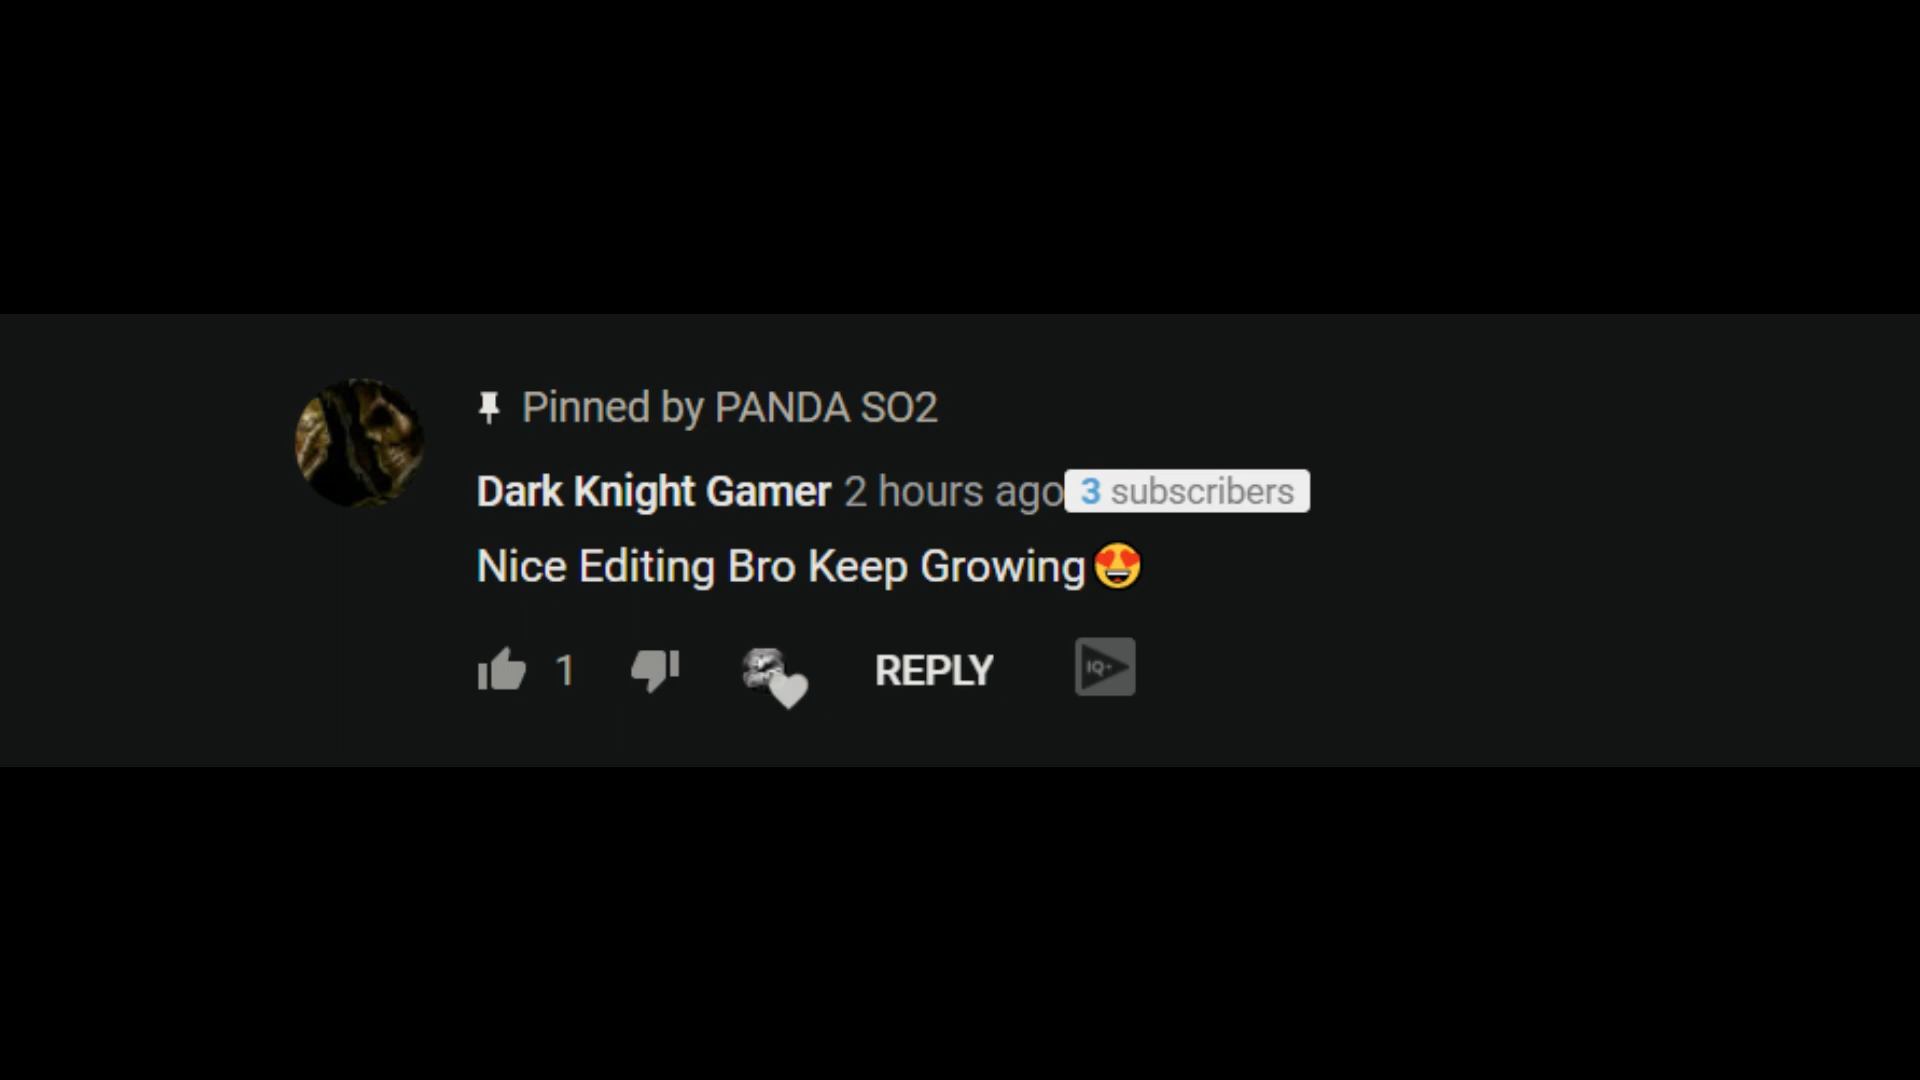 Pinned by PANDA SO2
Dark Knight Gamer 2 hours ago 3 subscribers
Nice Editing Bro Keep Growing😍
1 REPLY IQ+